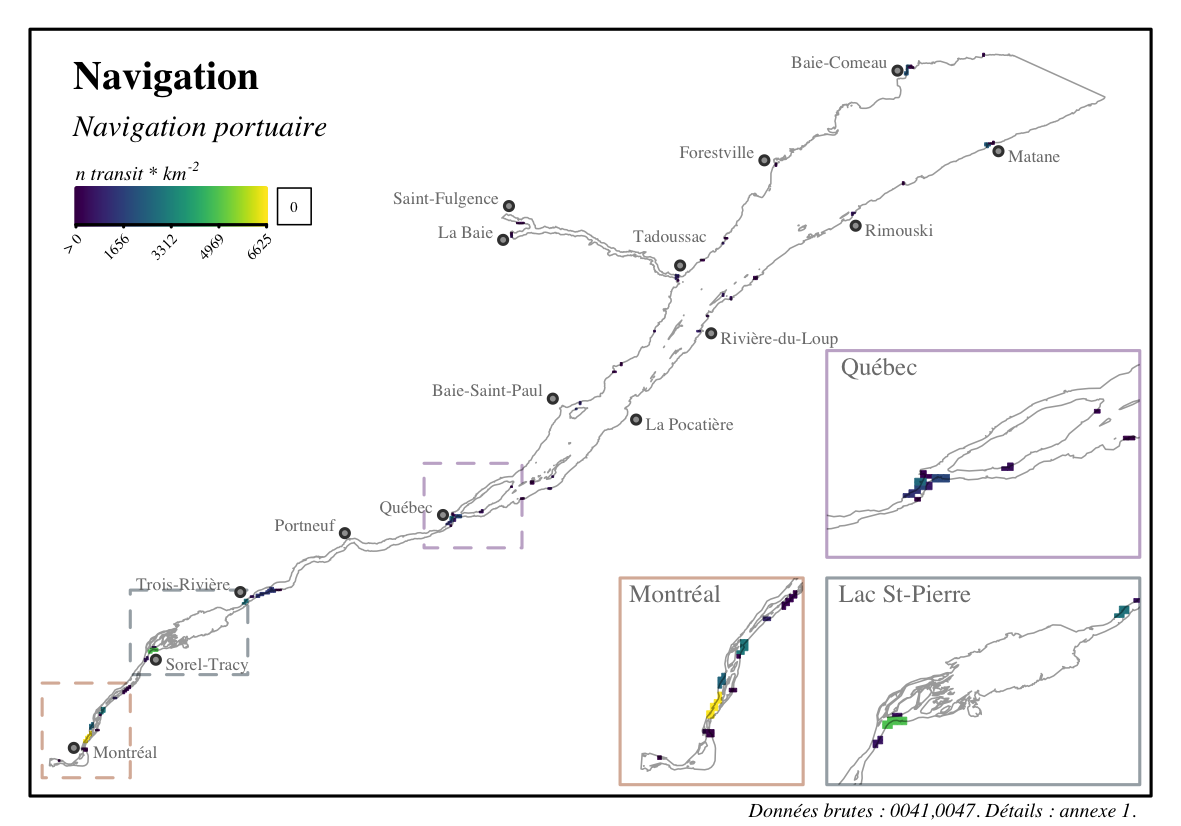 Navigation
Navigation portuaire
n transit * km-2
0
> 0
1656
3312
4969
6625
Baie-Comeau
Forestville
Matane
Saint-Fulgence
La Baie
Tadoussac
Rimouski
Rivière-du-Loup
Québec
Baie-Saint-Paul
La Pocatière
Québec
Portneuf
Trois-Rivière
Montréal
Lac St-Pierre
Sorel-Tracy
Montréal
Données brutes : 0041,0047. Détails : annexe 1.